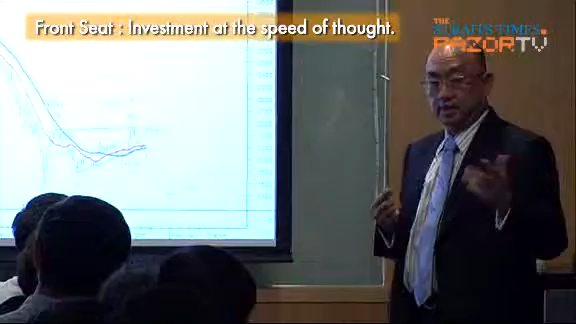 Front Seat : Investment at the speed of thought.
THE
STRAITS TIMES
RAZORTV